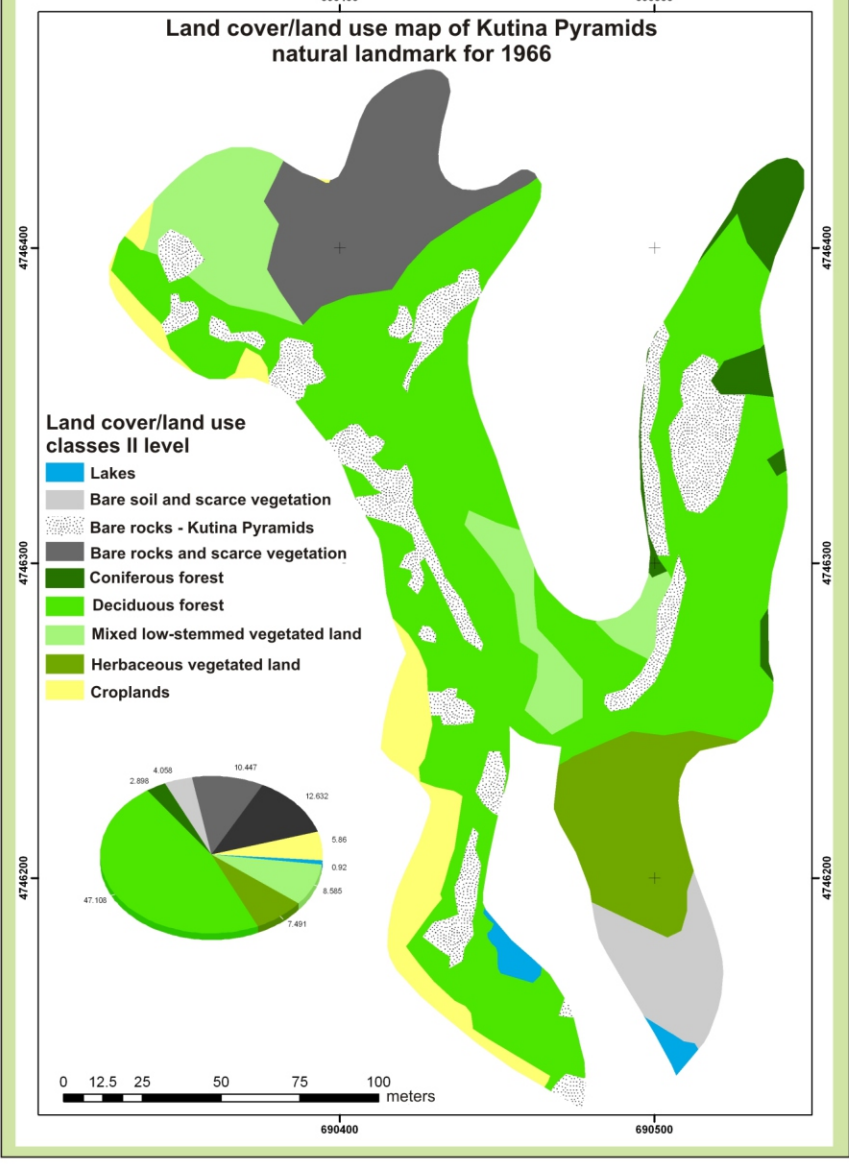 Land cover/land use map of Kutina Pyramids
natural landmark for 1966
4746400
4746400
Land cover/land use
classes II level
Lakes
Bare soil and scarce vegetation
Bare rocks - Kutina Pyramids
Bare rocks and scarce vegetation
Coniferous forest
Deciduous forest
Mixed low-stemmed vegetated land
Herbaceous vegetated land
Croplands
4746300
4746300
10.447
4.058
2.898
12.632
5.86
0.92
8.585
7.491
47.108
4746200
4746200
0 12.5 25 50 75 100
meters
690400 690500